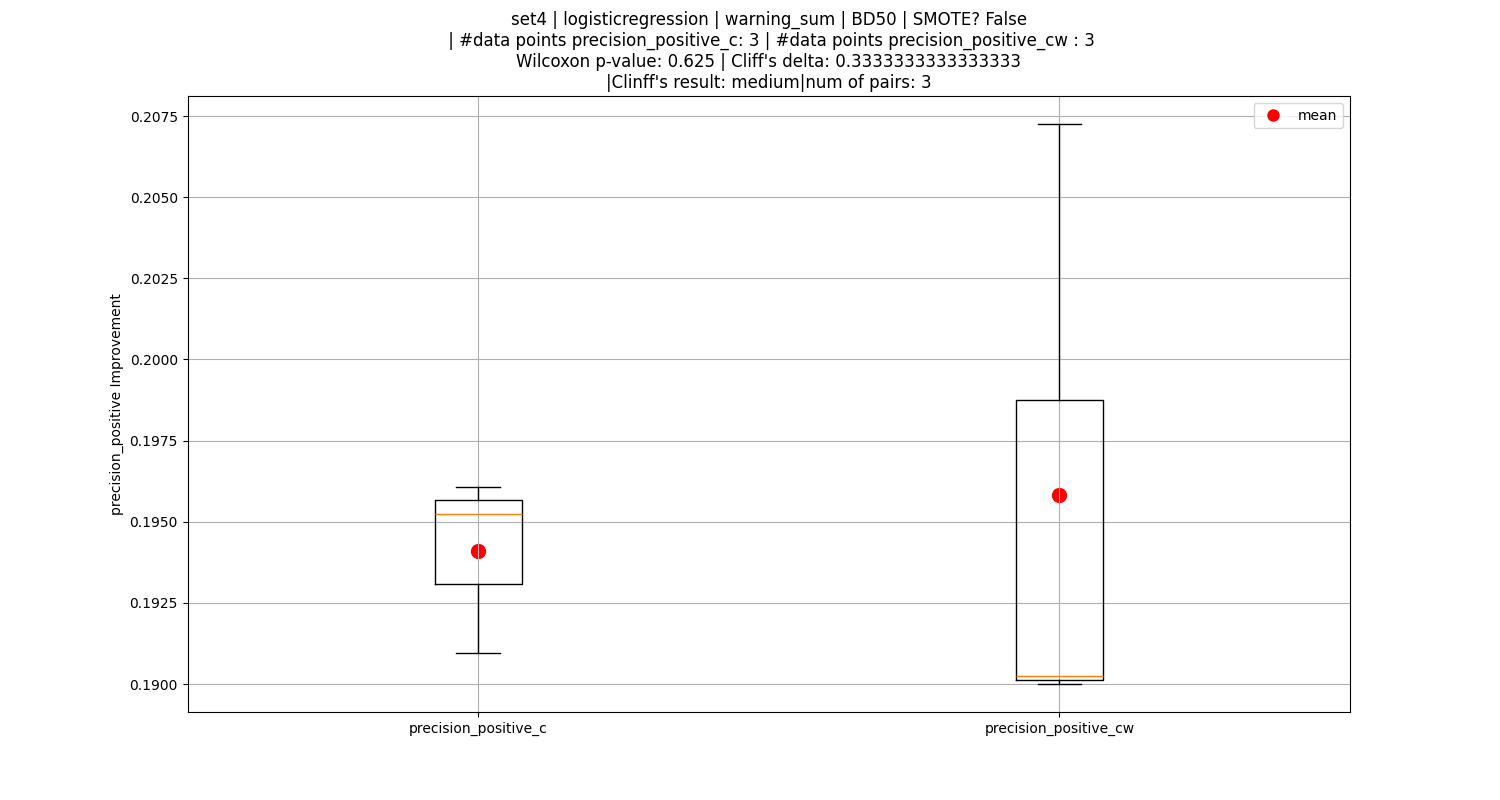 set4 | logisticregression | warning_sum | BD50 | SMOTE? False
| #data points precision_positive_c: 3 | #data points precision_positive_cw : 3
Wilcoxon p-value: 0.625 | Cliff's delta: 0.3333333333333333
|Clinff's result: medium|num of pairs: 3
mean
precision_positive Improvement
0.2075
0.2050
0.2025
0.2000
0.1975
0.1950
0.1925
0.1900
precision_positive_c
precision_positive_cw